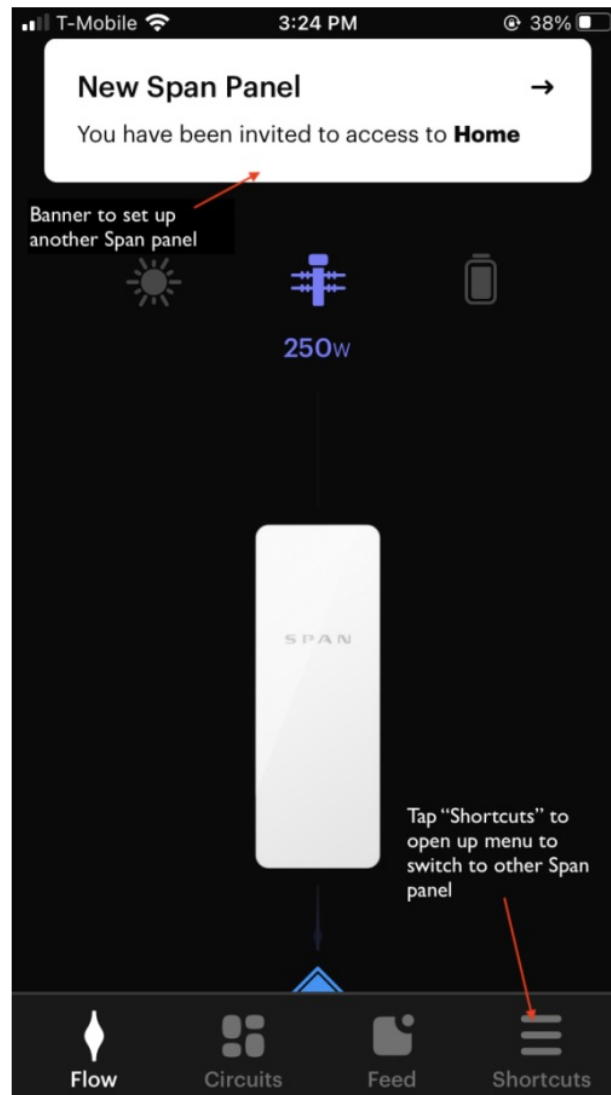 T-Mobile 3:24 PM 38%
New Span Panel →
You have been invited to access to Home
Banner to set up
another Span panel
250W
SPAN
Tap “Shortcuts” to
open up menu to
switch to other Span
panel
Flow Circuits Feed Shortcuts